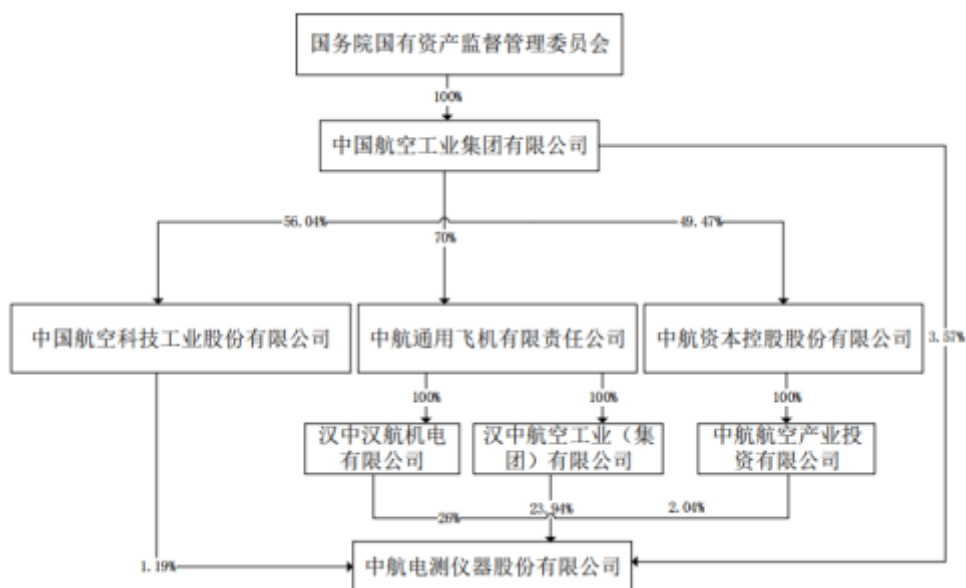 国务院国有资产监督管理委员会
100%
中国航空工业集团有限公司
56.04%
70%
49.47%
中国航空科技工业股份有限公司
中航通用飞机有限责任公司
中航资本控股股份有限公司
3.57%
100%
100%
100%
汉中汉航机电
有限公司
汉中航空工业（集
团）有限公司
中航航空产业投
资有限公司
26%
23.94%
2.04%
1.19%
中航电测仪器股份有限公司